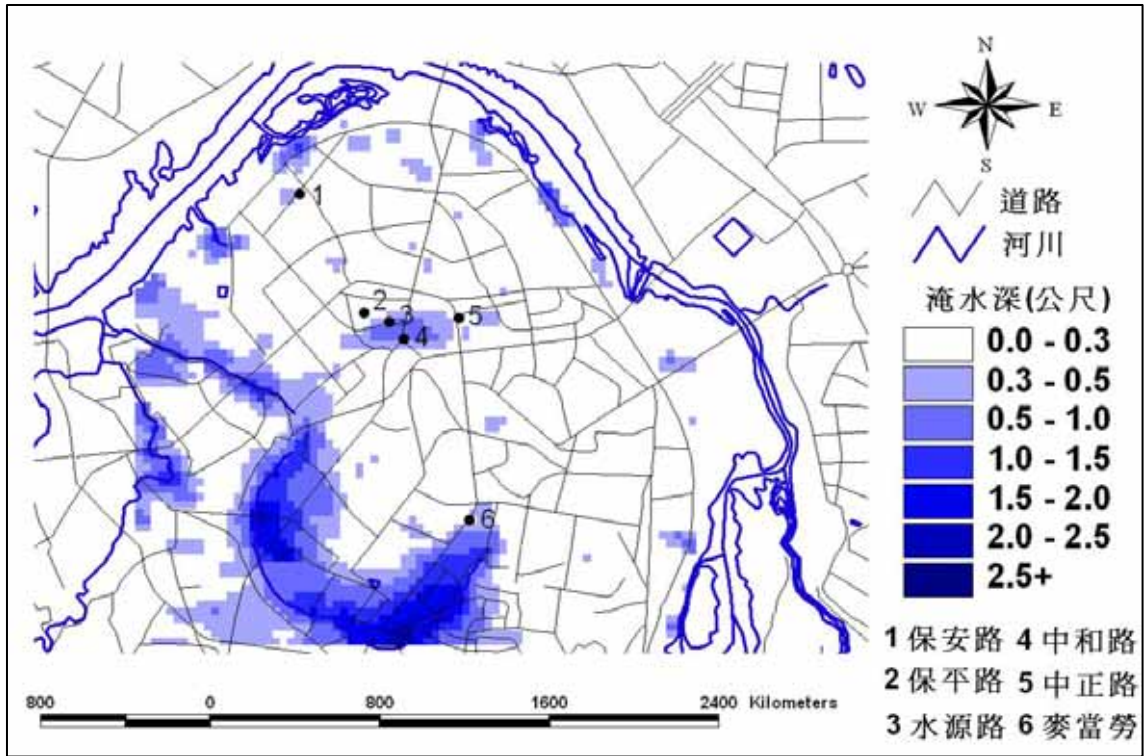 N
W E
S
道路
河川
淹水深(公尺)
0.0 - 0.3
0.3 - 0.5
0.5 - 1.0
1.0 - 1.5
1.5 - 2.0
2.0 - 2.5
2.5+
1
2
3
4
5
6
1 保安路 4 中和路
2 保平路 5 中正路
3 水源路 6 麥當勞
800 0 800 1600 2400 Kilometers